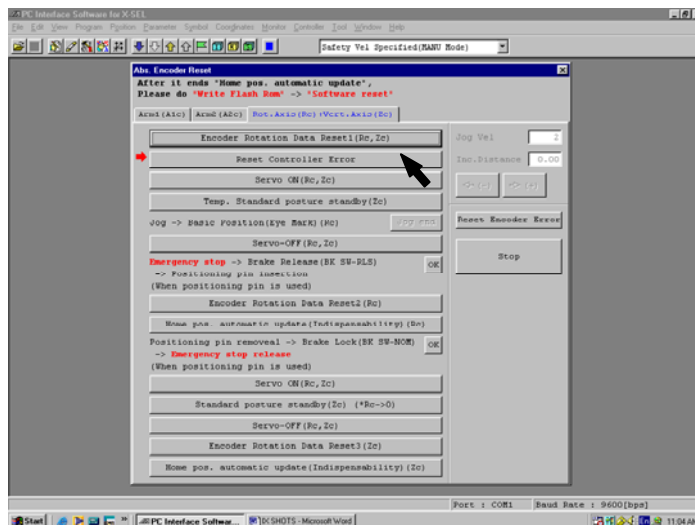 PC Interface Software for X-SEL
File Edit View Program Position Parameter Symbol Coordinates Monitor Controller Tool Window Help
Safety Vel Specified(MANU Mode)
Abs. Encoder Reset
After it ends "Home pos. automatic update",
Please do "Write Flash Rom" -> "Software reset"
Arm1(A1c) Arm2(A2c) Rot.Axis(Rc)+Vert.Axis(Zc)
Encoder Rotation Data Reset1(Rc,Zc)
Reset Controller Error
Servo ON(Rc,Zc)
Temp. Standard posture standby(Zc)
Jog -> Basic Position(Eye Mark)(Rc) Jog end
Servo-OFF(Rc,Zc)
Emergency stop -> Brake Release(BK SW-RLS) OK
-> Positioning pin insertion
(When positioning pin is used)
Encoder Rotation Data Reset2(Rc)
Home pos. automatic update(Indispensability)(Rc)
Positioning pin removeal -> Brake Lock(BK SW-NOM) OK
-> Emergency stop release
(When positioning pin is used)
Servo ON(Rc,Zc)
Standard posture standby(Zc) (*Rc->0)
Servo-OFF(Rc,Zc)
Encoder Rotation Data Reset3(Zc)
Home pos. automatic update(Indispensability)(Zc)
Jog Vel 2
Inc.Distance 0.00
Reset Encoder Error
Stop
Port : COM1 Baud Rate : 9600[bps]
Start PC Interface Softwar... IX SHOTS - Microsoft Word 11:04 AM